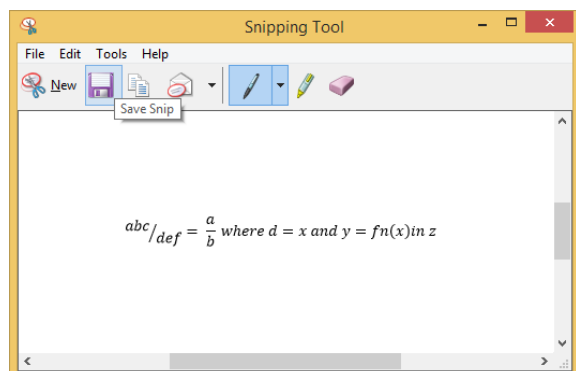 Snipping Tool
File Edit Tools Help
New
Save Snip
abc/def = a/b where d = x and y = fn(x)in z